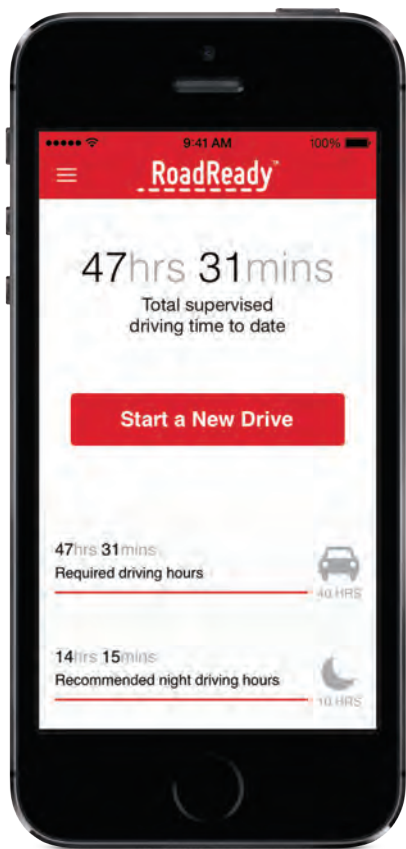 9:41 AM 100%
RoadReady™
47hrs 31mins
Total supervised
driving time to date
Start a New Drive
47hrs 31mins
Required driving hours
40 HRS
14hrs 15mins
Recommended night driving hours
10 HRS